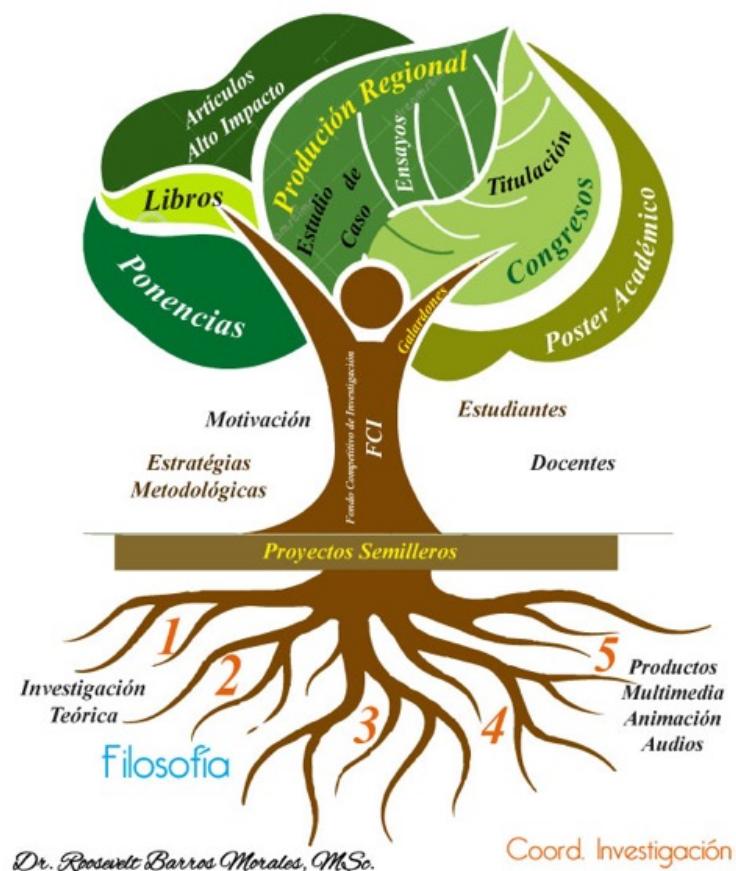 Artículos
Alto Impacto
Libros
Ponencias
Produción Regional
Estudio de
Caso
Ensayos
Titulación
Congresos
Poster Académico
Galardones
Fondo Competitivo de Investigación
FCI
Motivación
Estratégias
Metodológicas
Estudiantes
Docentes
Proyectos Semilleros
1
2
3
4
5
Investigación
Teórica
Filosofía
Productos
Multimedia
Animación
Audios
Dr. Roosevelt Barros Morales, MSc.
Coord. Investigación